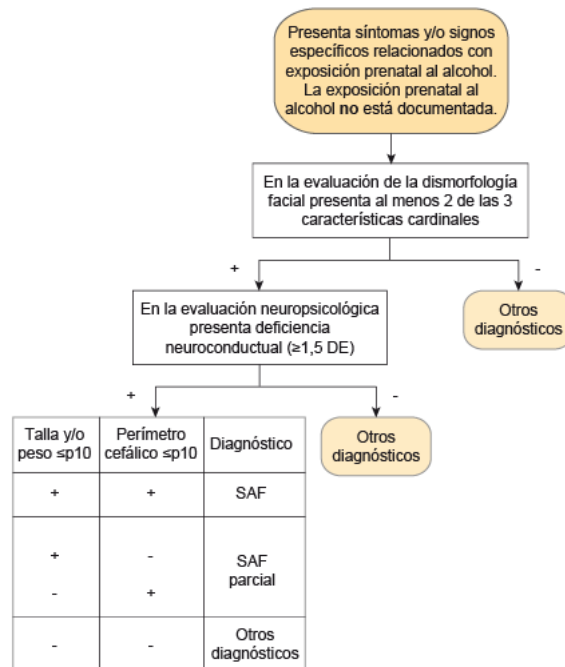 Presenta síntomas y/o signos
específicos relacionados con
exposición prenatal al alcohol.
La exposición prenatal al
alcohol no está documentada.
En la evaluación de la dismorfología
facial presenta al menos 2 de las 3
características cardinales
+
-
En la evaluación neuropsicológica
presenta deficiencia
neuroconductual (≥1,5 DE)
Otros
diagnósticos
+
-
Otros
diagnósticos
Talla y/o
peso ≤p10
Perímetro
cefálico ≤p10
Diagnóstico
+ + SAF
+ -
SAF
parcial
- +
- -
Otros
diagnósticos